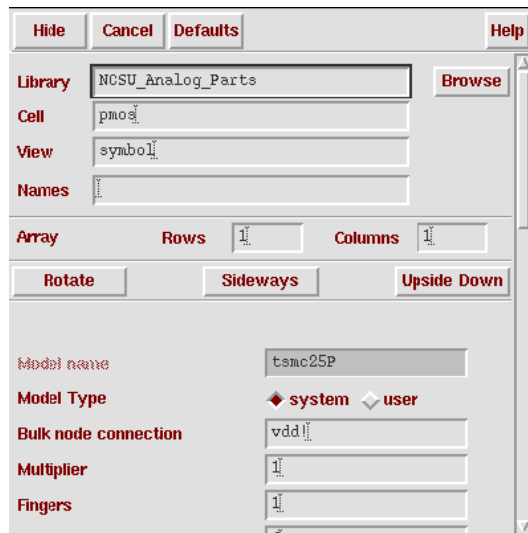 Hide Cancel Defaults Help
Library NCSU_Analog_Parts Browse
Cell pmos
View symbol
Names
Array Rows 1 Columns 1
Rotate Sideways Upside Down
Model name tsmc25P
Model Type system user
Bulk node connection vdd!
Multiplier 1
Fingers 1